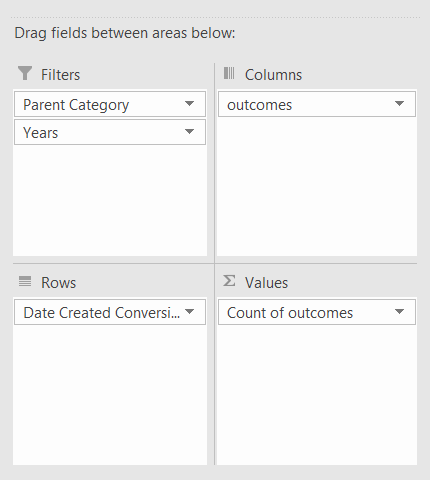 Drag fields between areas below:
Filters
Parent Category
Years
Columns
outcomes
Rows
Date Created Conversi...
Σ Values
Count of outcomes